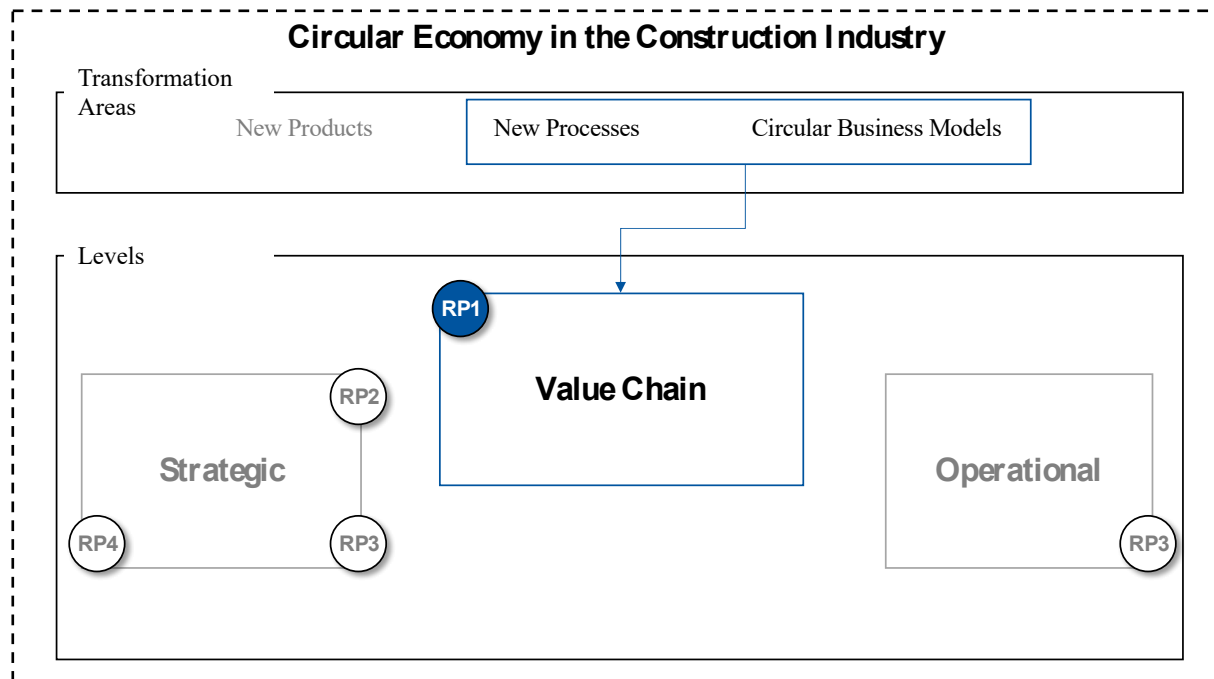 Circular Economy in the Construction Industry
Transformation
Areas
New Products
New Processes
Circular Business Models
Levels
RP1
Value Chain
RP2
Strategic
RP4
RP3
Operational
RP3